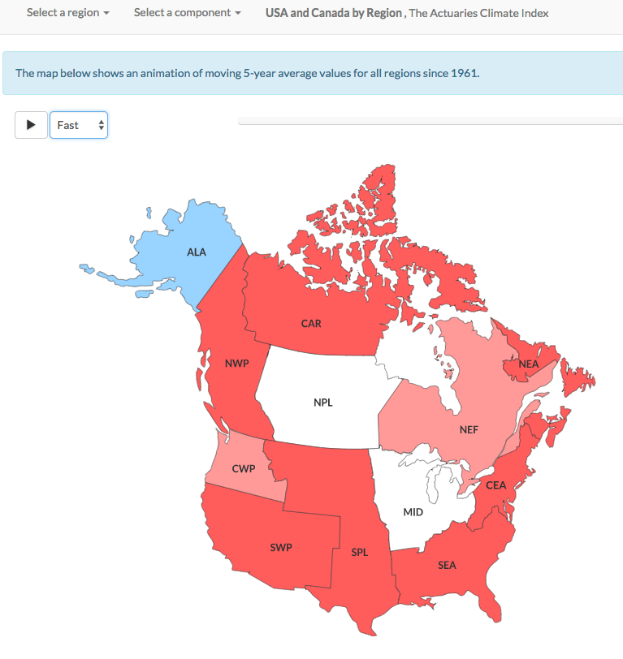 Select a region Select a component USA and Canada by Region , The Actuaries Climate Index
The map below shows an animation of moving 5-year average values for all regions since 1961.
Fast
ALA
CAR
NWP
NEA
NPL
NEF
CWP
CEA
MID
SWP
SPL
SEA